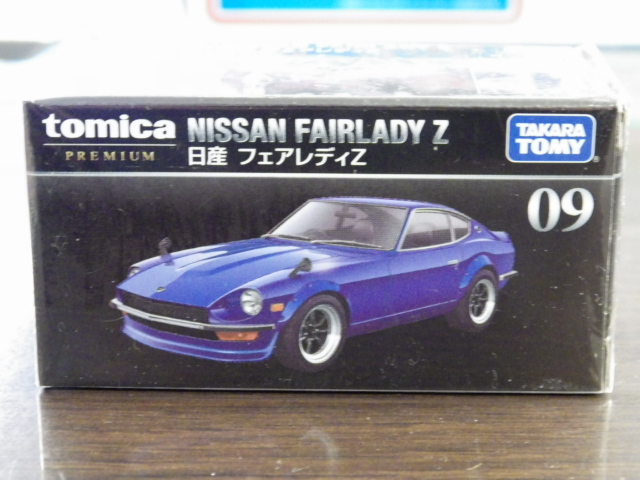 tomica
PREMIUM
NISSAN FAIRLADY Z
日産 フェアレディZ
TAKARA
TOMY
09